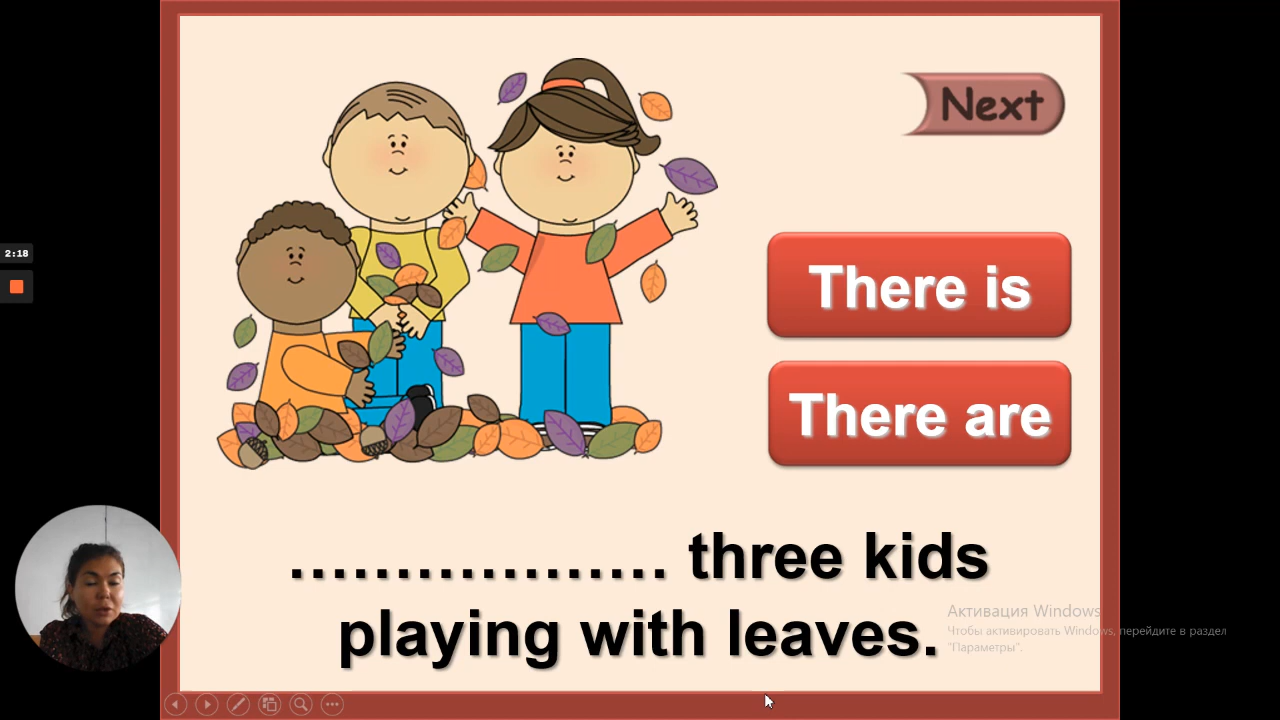 Next
2:18
There is
There are
.................. three kids
playing with leaves.
Активация Windows
Чтобы активировать Windows, перейдите в раздел
"Параметры".